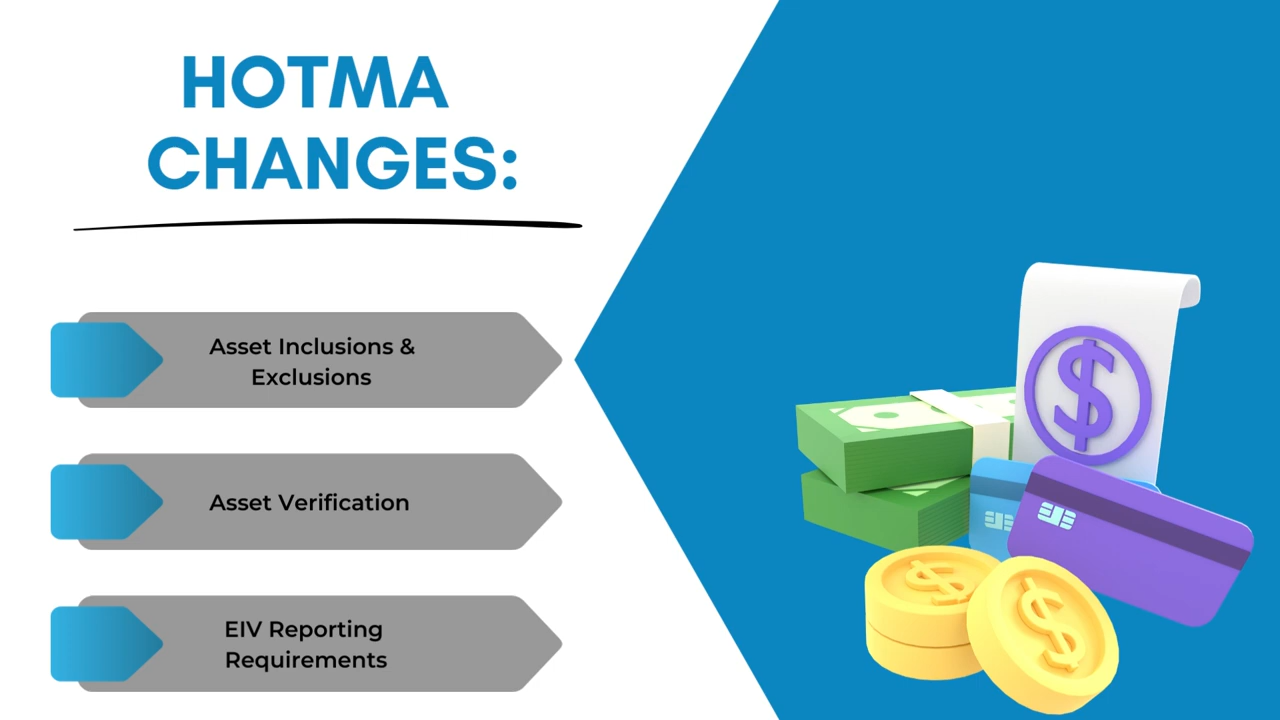 HOTMA
CHANGES:
Asset Inclusions &
Exclusions
Asset Verification
EIV Reporting
Requirements
$
$
$